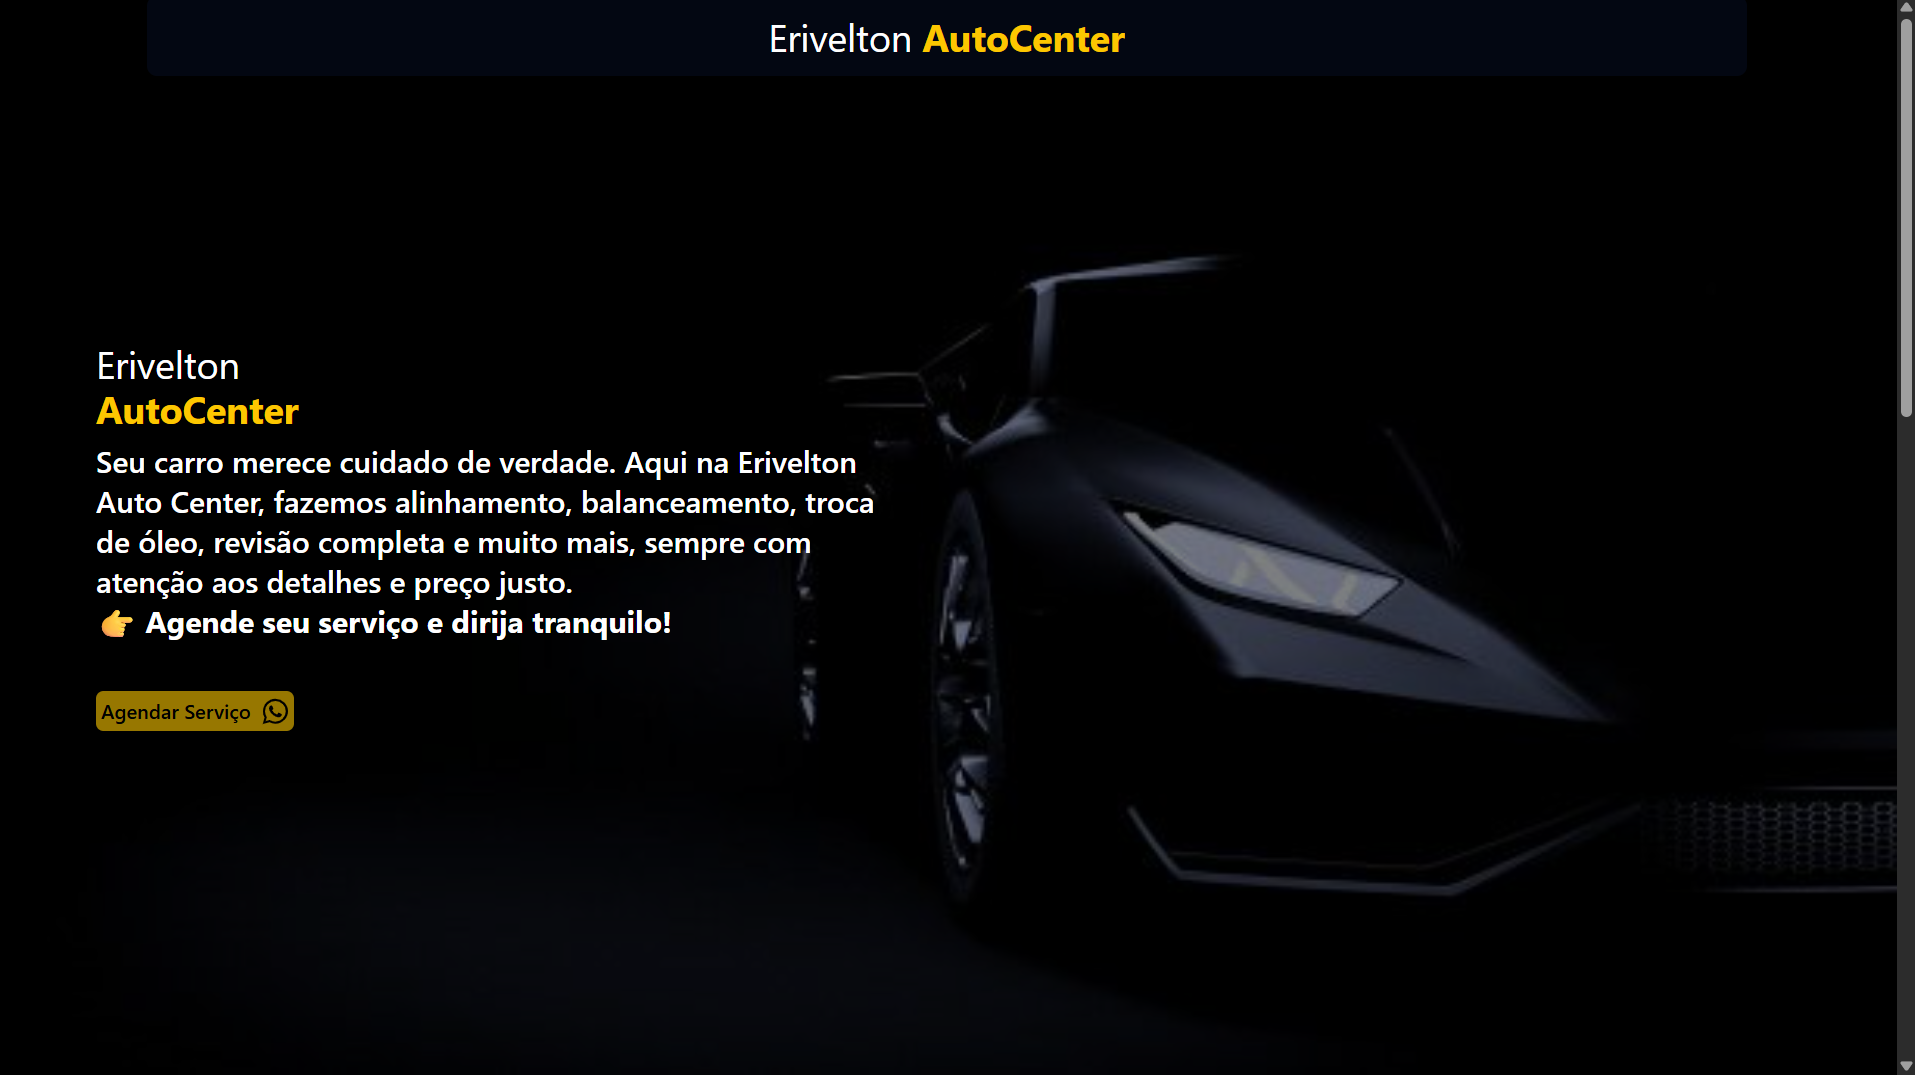 Erivelton AutoCenter
Erivelton
AutoCenter
Seu carro merece cuidado de verdade. Aqui na Erivelton
Auto Center, fazemos alinhamento, balanceamento, troca
de óleo, revisão completa e muito mais, sempre com
atenção aos detalhes e preço justo.
👉 Agende seu serviço e dirija tranquilo!
Agendar Serviço